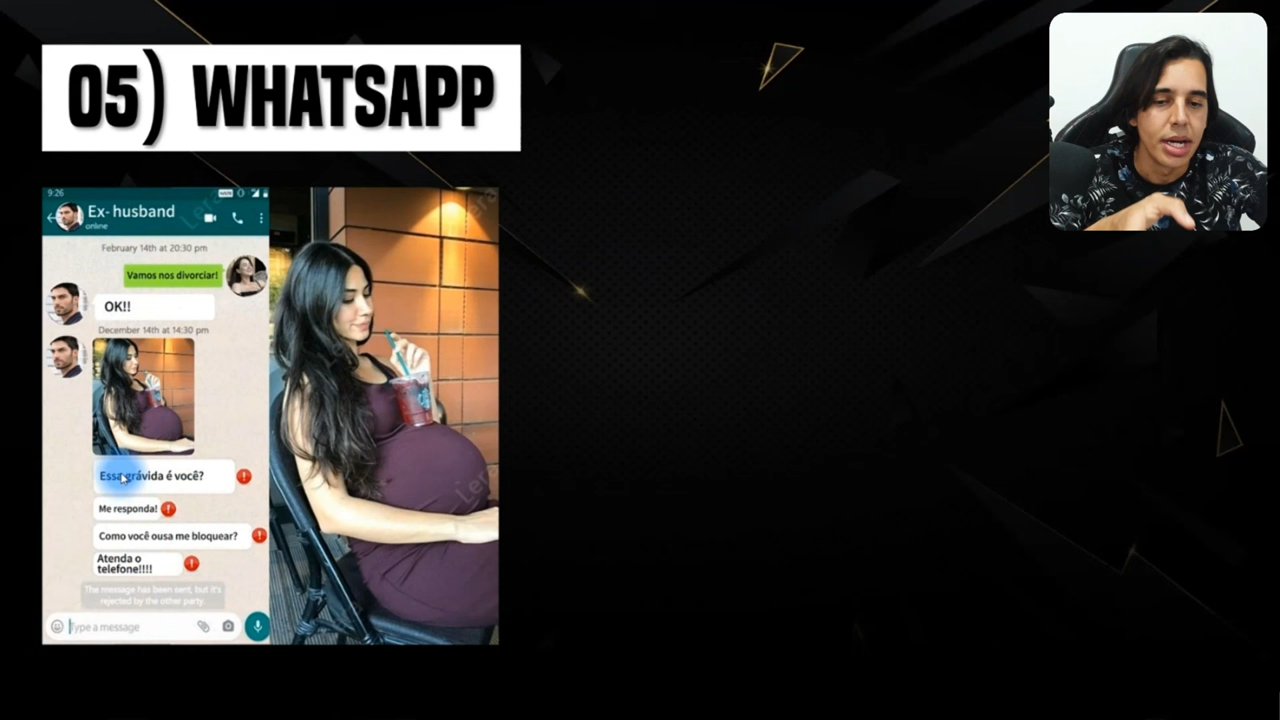 05) WHATSAPP
9:26
Ex- husband
online
February 14th at 20:30 pm
Vamos nos divorciar!
OK!!
December 14th at 14:30 pm
Essa grávida é você?
Me responda!
Como você ousa me bloquear?
Atenda o
telefone!!!!
The message has been sent, but it's
rejected by the other party.
Type a message
Lera